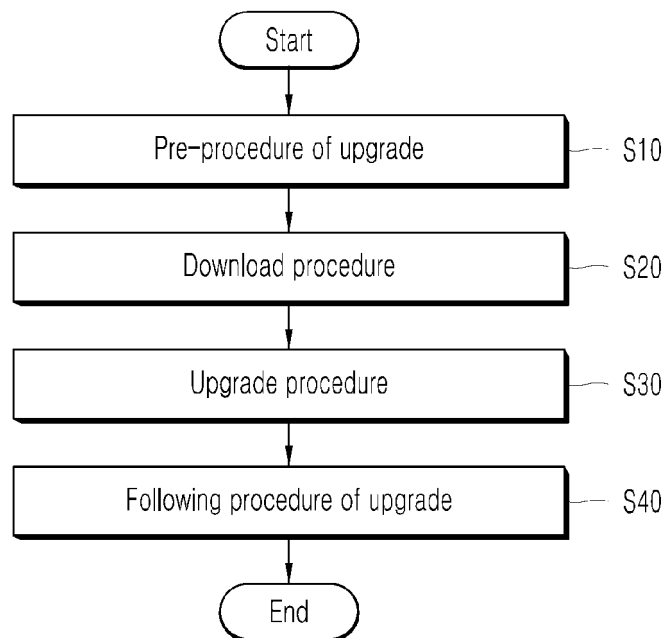 Start
Pre-procedure of upgrade
S10
Download procedure
S20
Upgrade procedure
S30
Following procedure of upgrade
S40
End